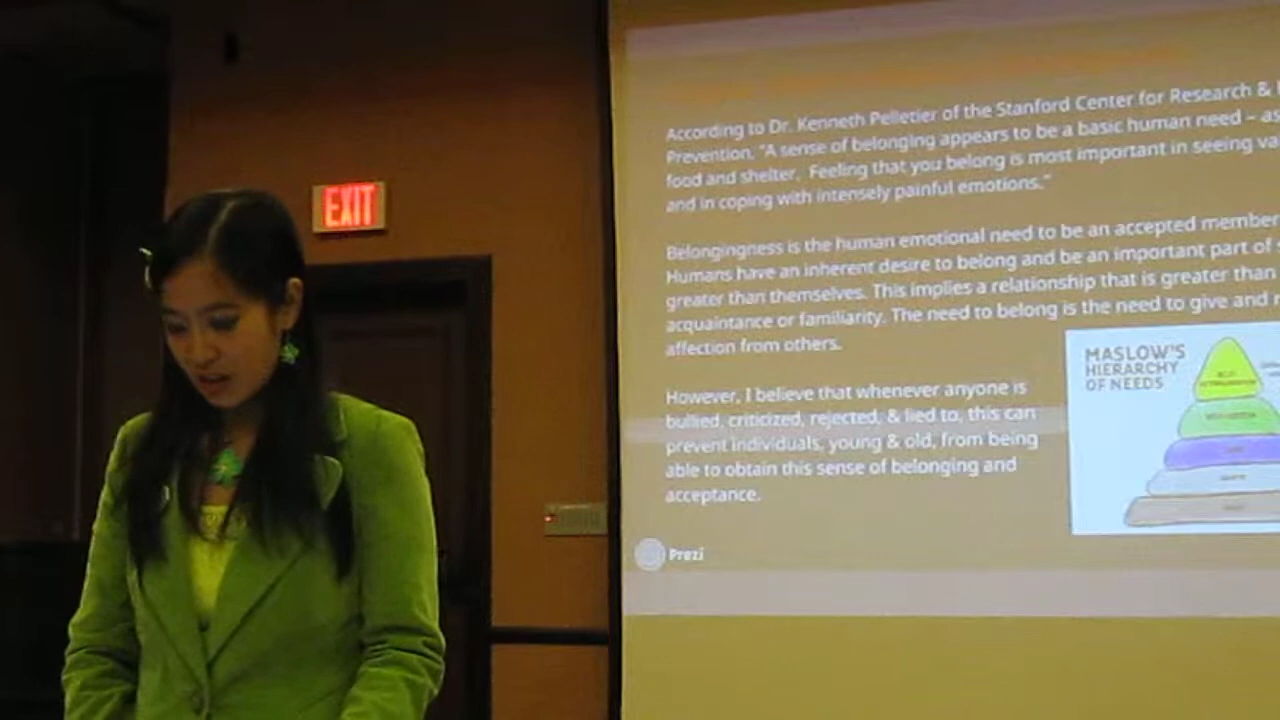 EXIT
According to Dr. Kenneth Pelletier of the Stanford Center for Research &
Prevention, "A sense of belonging appears to be a basic human need – as
food and shelter. Feeling that you belong is most important in seeing va
and in coping with intensely painful emotions."
Belongingness is the human emotional need to be an accepted member
Humans have an inherent desire to belong and be an important part of
greater than themselves. This implies a relationship that is greater than
acquaintance or familiarity. The need to belong is the need to give and
affection from others.
However, I believe that whenever anyone is
bullied, criticized, rejected, & lied to, this can
prevent individuals, young & old, from being
able to obtain this sense of belonging and
acceptance.
MASLOW'S
HIERARCHY
OF NEEDS
Prezi